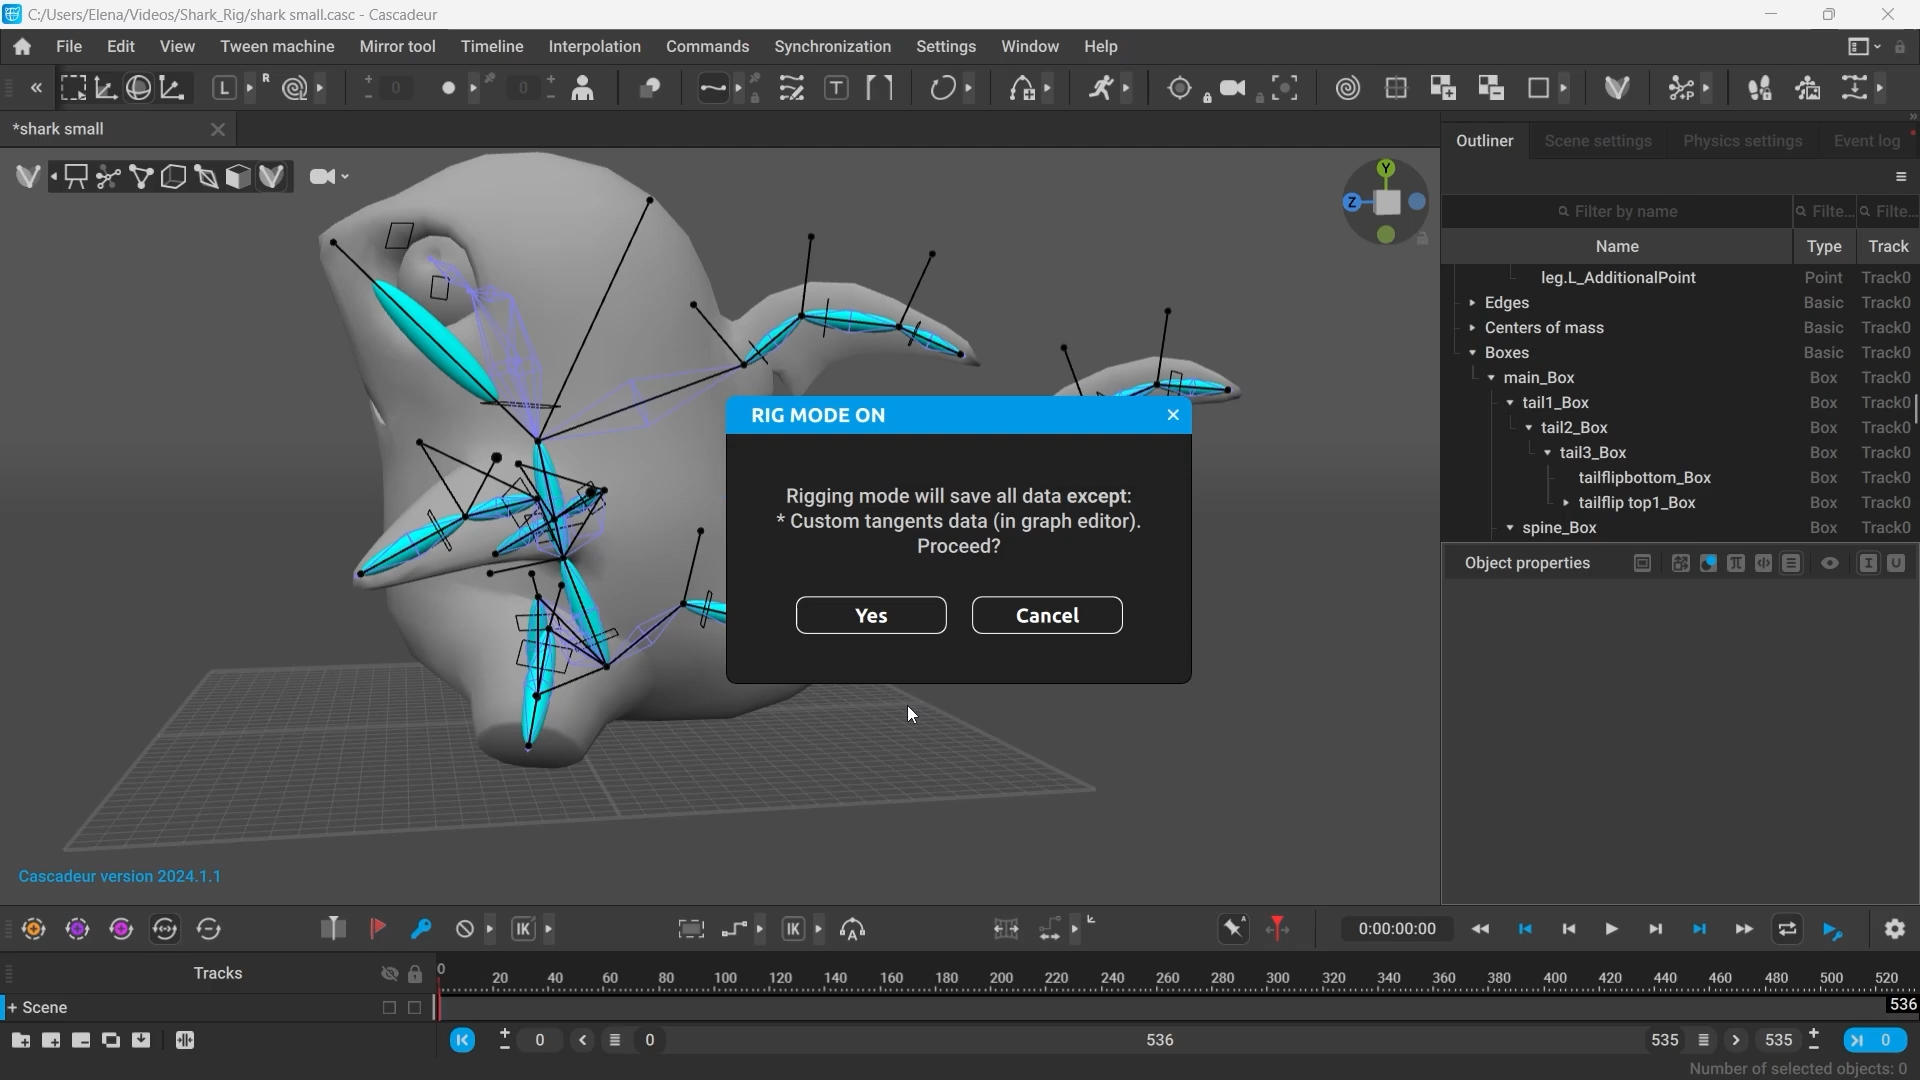 C:/Users/Elena/Videos/Shark_Rig/shark small.casc - Cascadeur
File Edit View Tween machine Mirror tool Timeline Interpolation Commands Synchronization Settings Window Help
L R 0 0 T P
*shark small
Outliner Scene settings Physics settings Event log
Y
Z
Filter by name Filte... Filte...
Name Type Track
leg.L_AdditionalPoint Point Track0
Edges Basic Track0
Centers of mass Basic Track0
Boxes Basic Track0
main_Box Box Track0
tail1_Box Box Track0
tail2_Box Box Track0
tail3_Box Box Track0
tailflipbottom_Box Box Track0
tailflip top1_Box Box Track0
spine_Box Box Track0
RIG MODE ON
Rigging mode will save all data except:
* Custom tangents data (in graph editor).
Proceed?
Yes Cancel
Object properties
Cascadeur version 2024.1.1
IK IK A 0:00:00:00
Tracks 0 20 40 60 80 100 120 140 160 180 200 220 240 260 280 300 320 340 360 380 400 420 440 460 480 500 520
+ Scene 536
0 0 536 535 535 0
Number of selected objects: 0